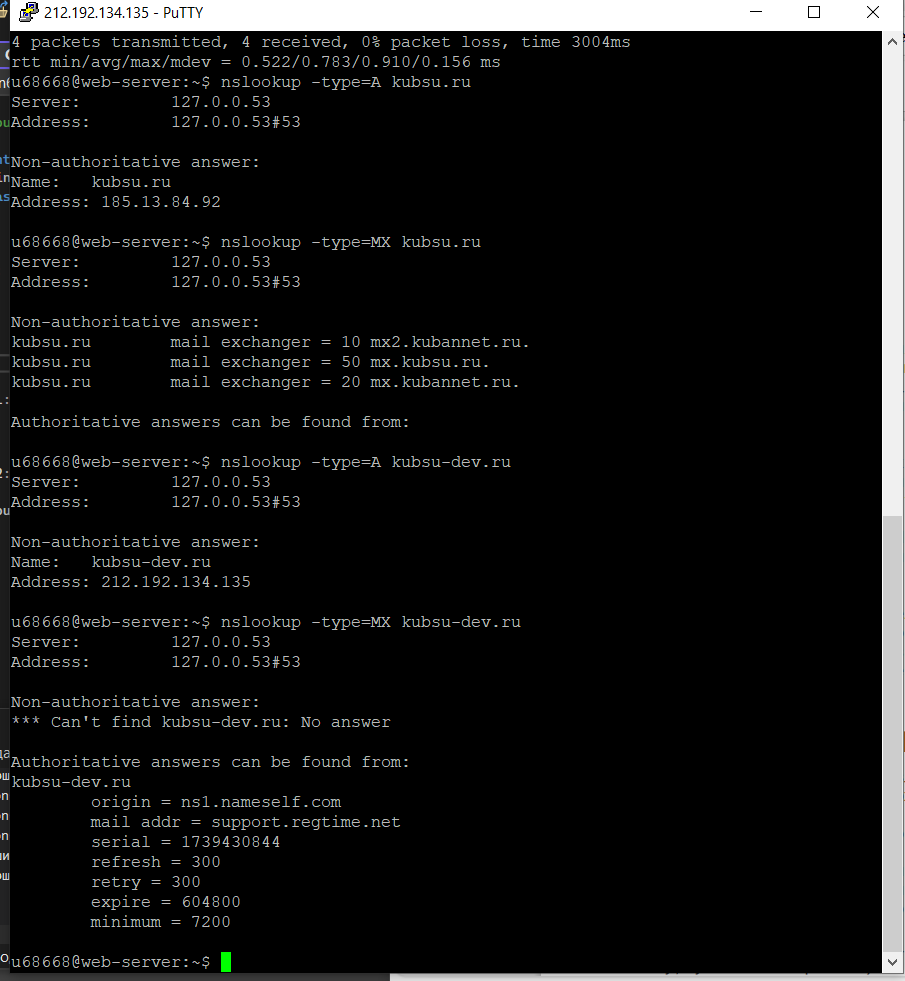 212.192.134.135 - PuTTY
4 packets transmitted, 4 received, 0% packet loss, time 3004ms
rtt min/avg/max/mdev = 0.522/0.783/0.910/0.156 ms
u68668@web-server:~$ nslookup -type=A kubsu.ru
Server:         127.0.0.53
Address:        127.0.0.53#53

Non-authoritative answer:
Name:   kubsu.ru
Address: 185.13.84.92

u68668@web-server:~$ nslookup -type=MX kubsu.ru
Server:         127.0.0.53
Address:        127.0.0.53#53

Non-authoritative answer:
kubsu.ru        mail exchanger = 10 mx2.kubannet.ru.
kubsu.ru        mail exchanger = 50 mx.kubsu.ru.
kubsu.ru        mail exchanger = 20 mx.kubannet.ru.

Authoritative answers can be found from:

u68668@web-server:~$ nslookup -type=A kubsu-dev.ru
Server:         127.0.0.53
Address:        127.0.0.53#53

Non-authoritative answer:
Name:   kubsu-dev.ru
Address: 212.192.134.135

u68668@web-server:~$ nslookup -type=MX kubsu-dev.ru
Server:         127.0.0.53
Address:        127.0.0.53#53

Non-authoritative answer:
*** Can't find kubsu-dev.ru: No answer

Authoritative answers can be found from:
kubsu-dev.ru
        origin = ns1.nameself.com
        mail addr = support.regtime.net
        serial = 1739430844
        refresh = 300
        retry = 300
        expire = 604800
        minimum = 7200

u68668@web-server:~$